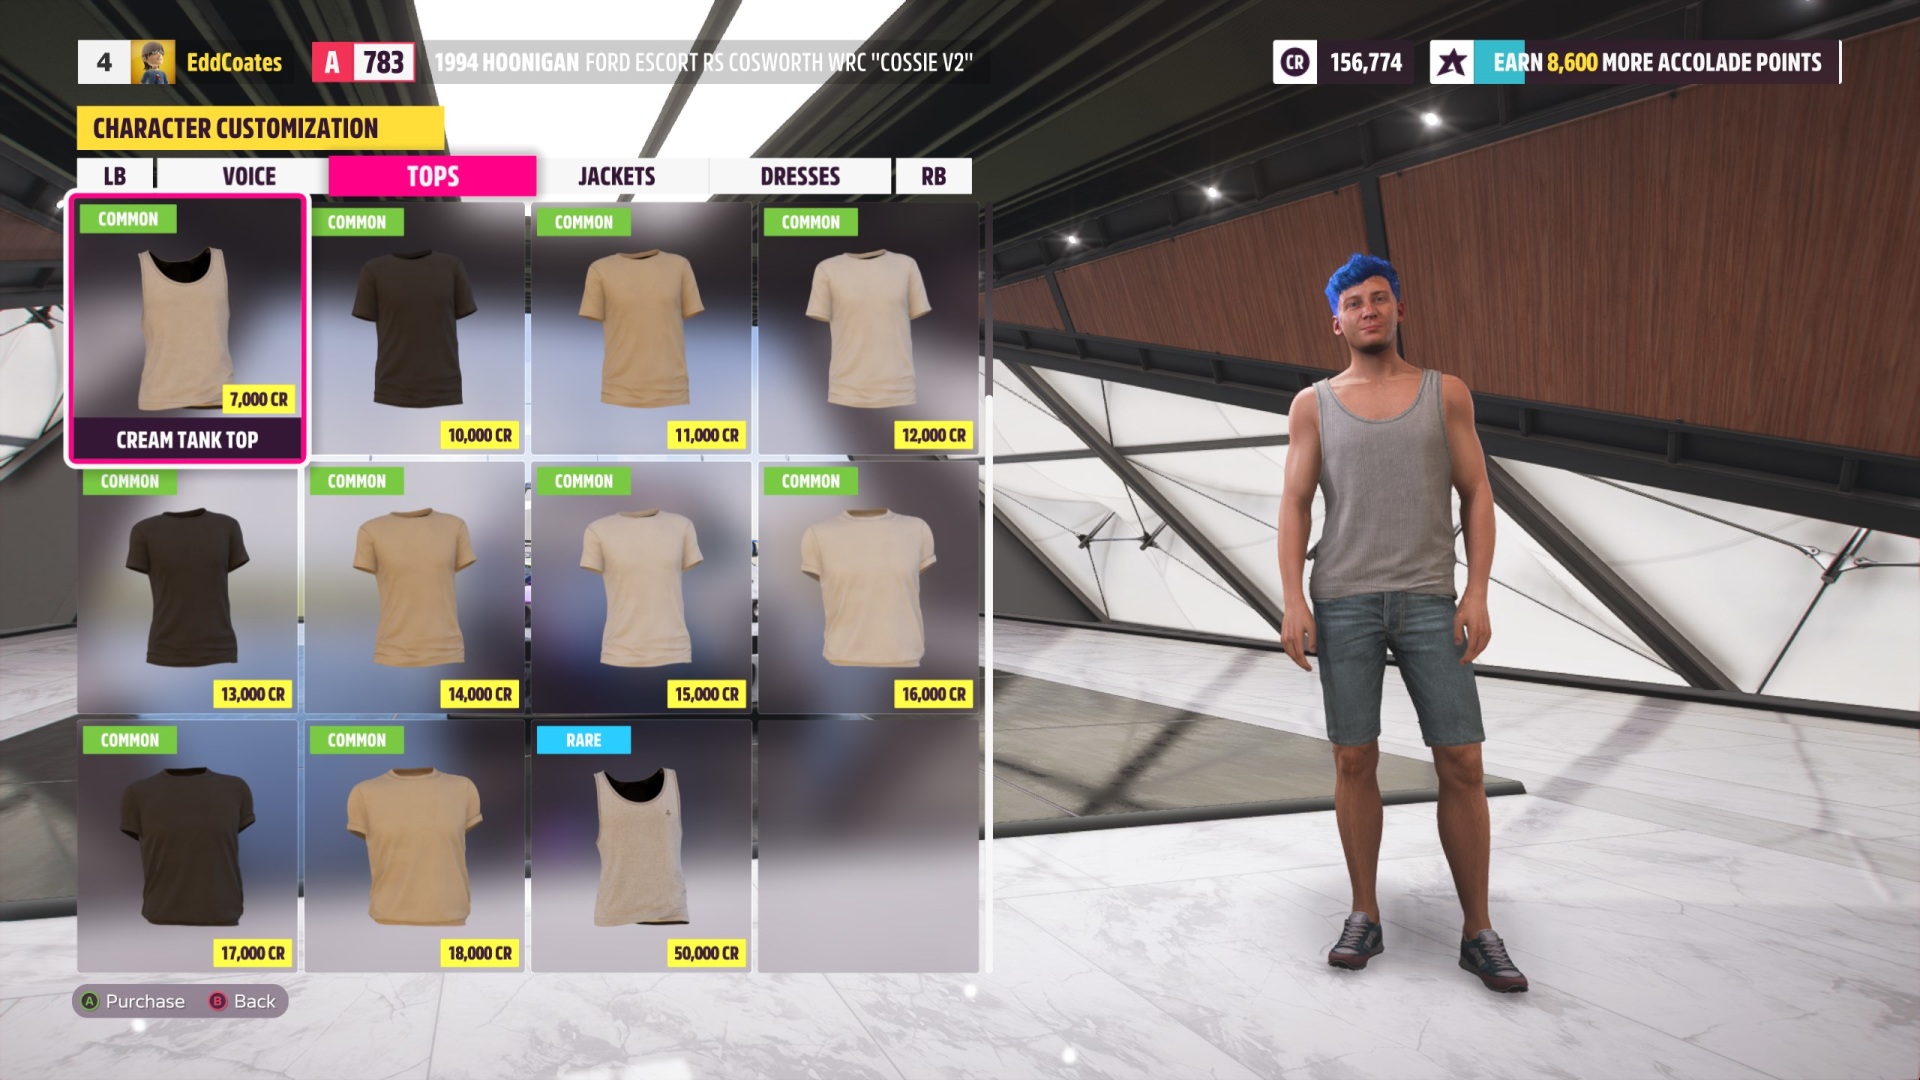 4 EddCoates A 783 1994 HOONIGAN FORD ESCORT RS COSWORTH WRC "COSSIE V2"
CR 156,774 EARN 8,600 MORE ACCOLADE POINTS
CHARACTER CUSTOMIZATION
LB VOICE TOPS JACKETS DRESSES RB
COMMON COMMON COMMON COMMON
7,000 CR
10,000 CR 11,000 CR 12,000 CR
CREAM TANK TOP
COMMON COMMON COMMON COMMON
13,000 CR 14,000 CR 15,000 CR 16,000 CR
COMMON COMMON RARE
17,000 CR 18,000 CR 50,000 CR
A Purchase B Back